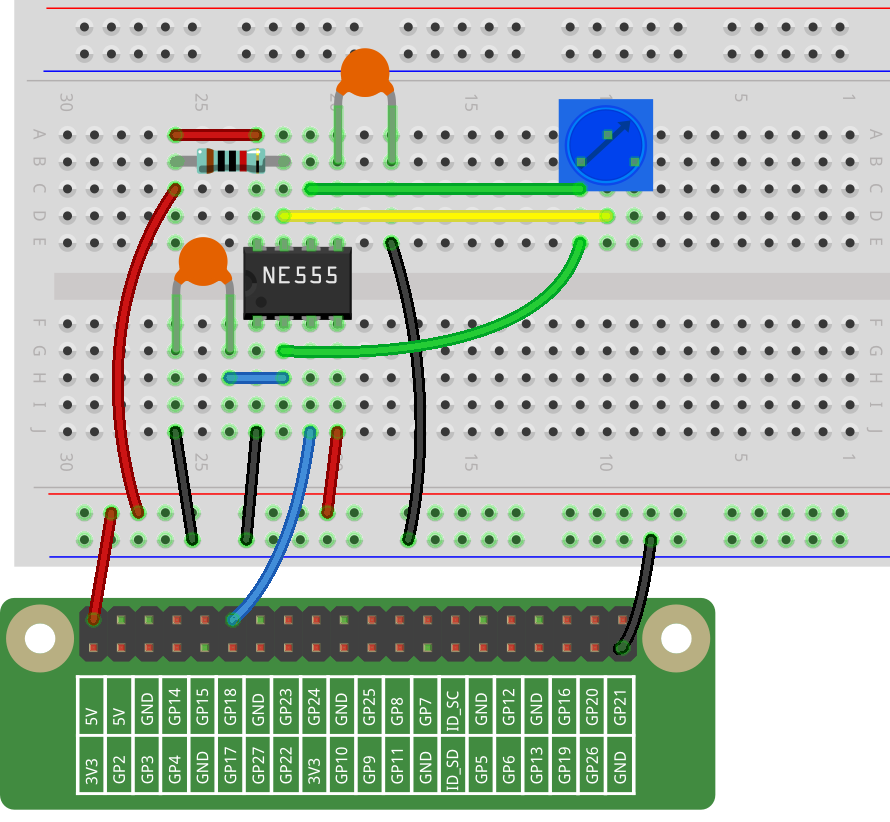 30 25 20 15 10 5 1
A A
B B
C C
D D
E E
NE555
F F
G G
H H
I I
J J
30 25 20 15 10 5 1
5V 5V GND GP14 GP15 GP18 GND GP23 GP24 GND GP25 GP8 GP7 ID_SC GND GP12 GND GP16 GP20 GP21
3V3 GP2 GP3 GP4 GND GP17 GP27 GP22 3V3 GP10 GP9 GP11 GND ID_SD GP5 GP6 GP13 GP19 GP26 GND